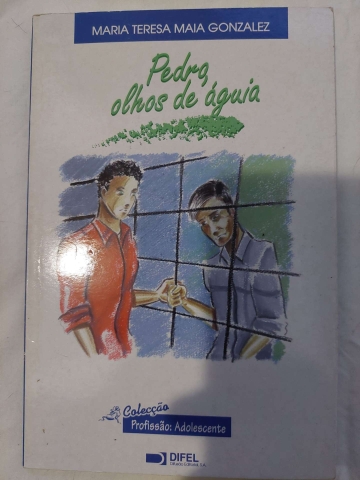 MARIA TERESA MAIA GONZALEZ
Pedro,
olhos de águia
Colecção
Profissão: Adolescente
DIFEL